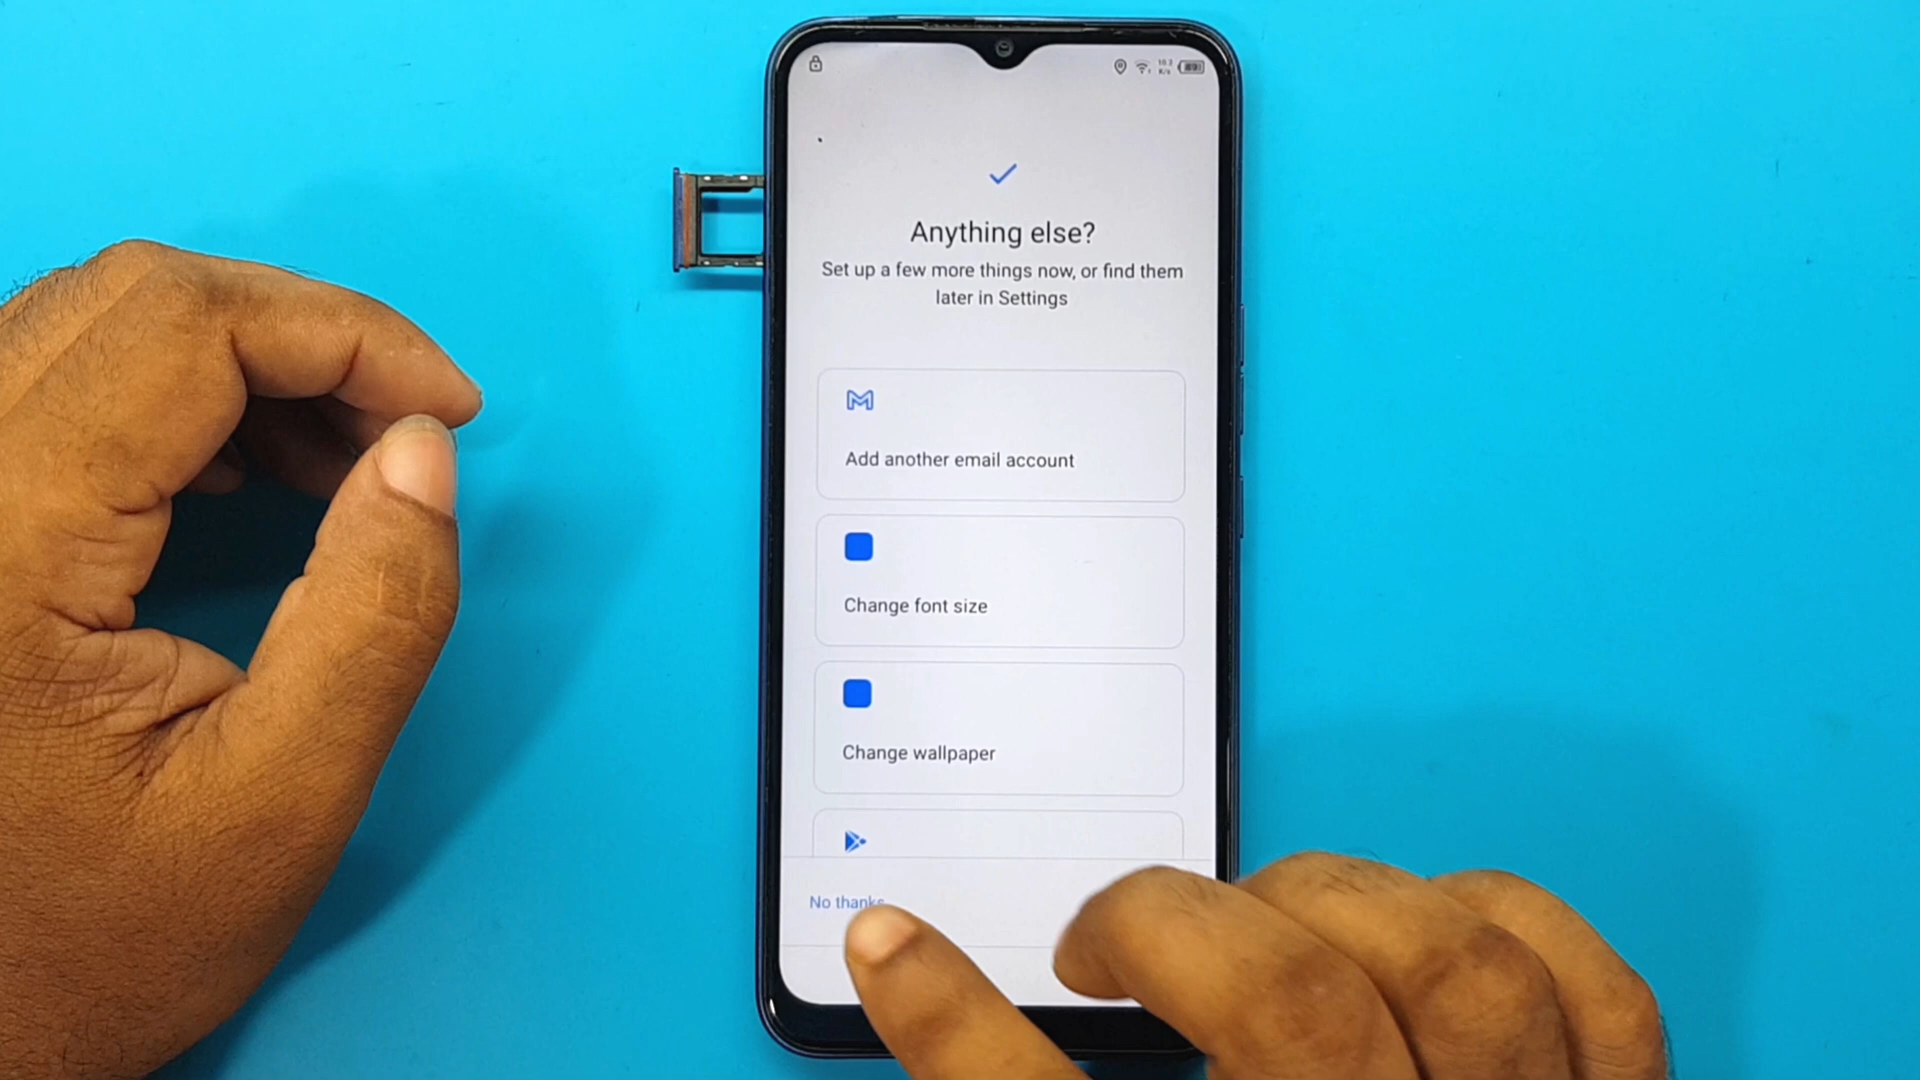 Anything else?
Set up a few more things now, or find them
later in Settings
Add another email account
Change font size
Change wallpaper
No thanks